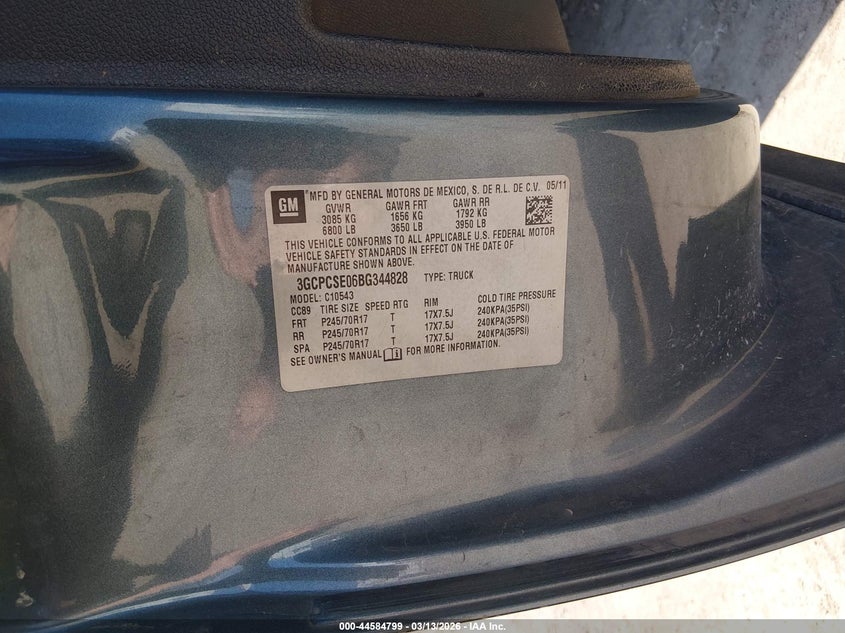 GM ®MFD BY GENERAL MOTORS DE MEXICO, S. DE R.L. DE C.V. 05/11
GVWR GAWR FRT GAWR RR
3085 KG 1656 KG 1792 KG
6800 LB 3650 LB 3950 LB
THIS VEHICLE CONFORMS TO ALL APPLICABLE U.S. FEDERAL MOTOR
VEHICLE SAFETY STANDARDS IN EFFECT ON THE DATE OF
MANUFACTURE SHOWN ABOVE.
3GCPCSE06BG344828 TYPE: TRUCK
MODEL: C10543
CC89 TIRE SIZE SPEED RTG RIM COLD TIRE PRESSURE
FRT P245/70R17 T 17X7.5J 240KPA(35PSI)
RR P245/70R17 T 17X7.5J 240KPA(35PSI)
SPA P245/70R17 T 17X7.5J 240KPA(35PSI)
SEE OWNER'S MANUAL FOR MORE INFORMATION.
000-44584799 - 03/13/2026 - IAA Inc.